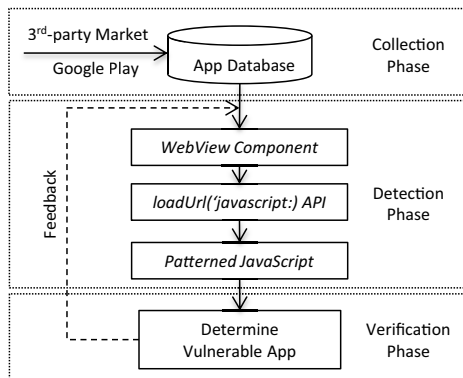 3rd-party Market
Google Play
App Database
Collection
Phase
WebView Component
loadUrl('javascript:) API
Patterned JavaScript
Detection
Phase
Feedback
Determine
Vulnerable App
Verification
Phase